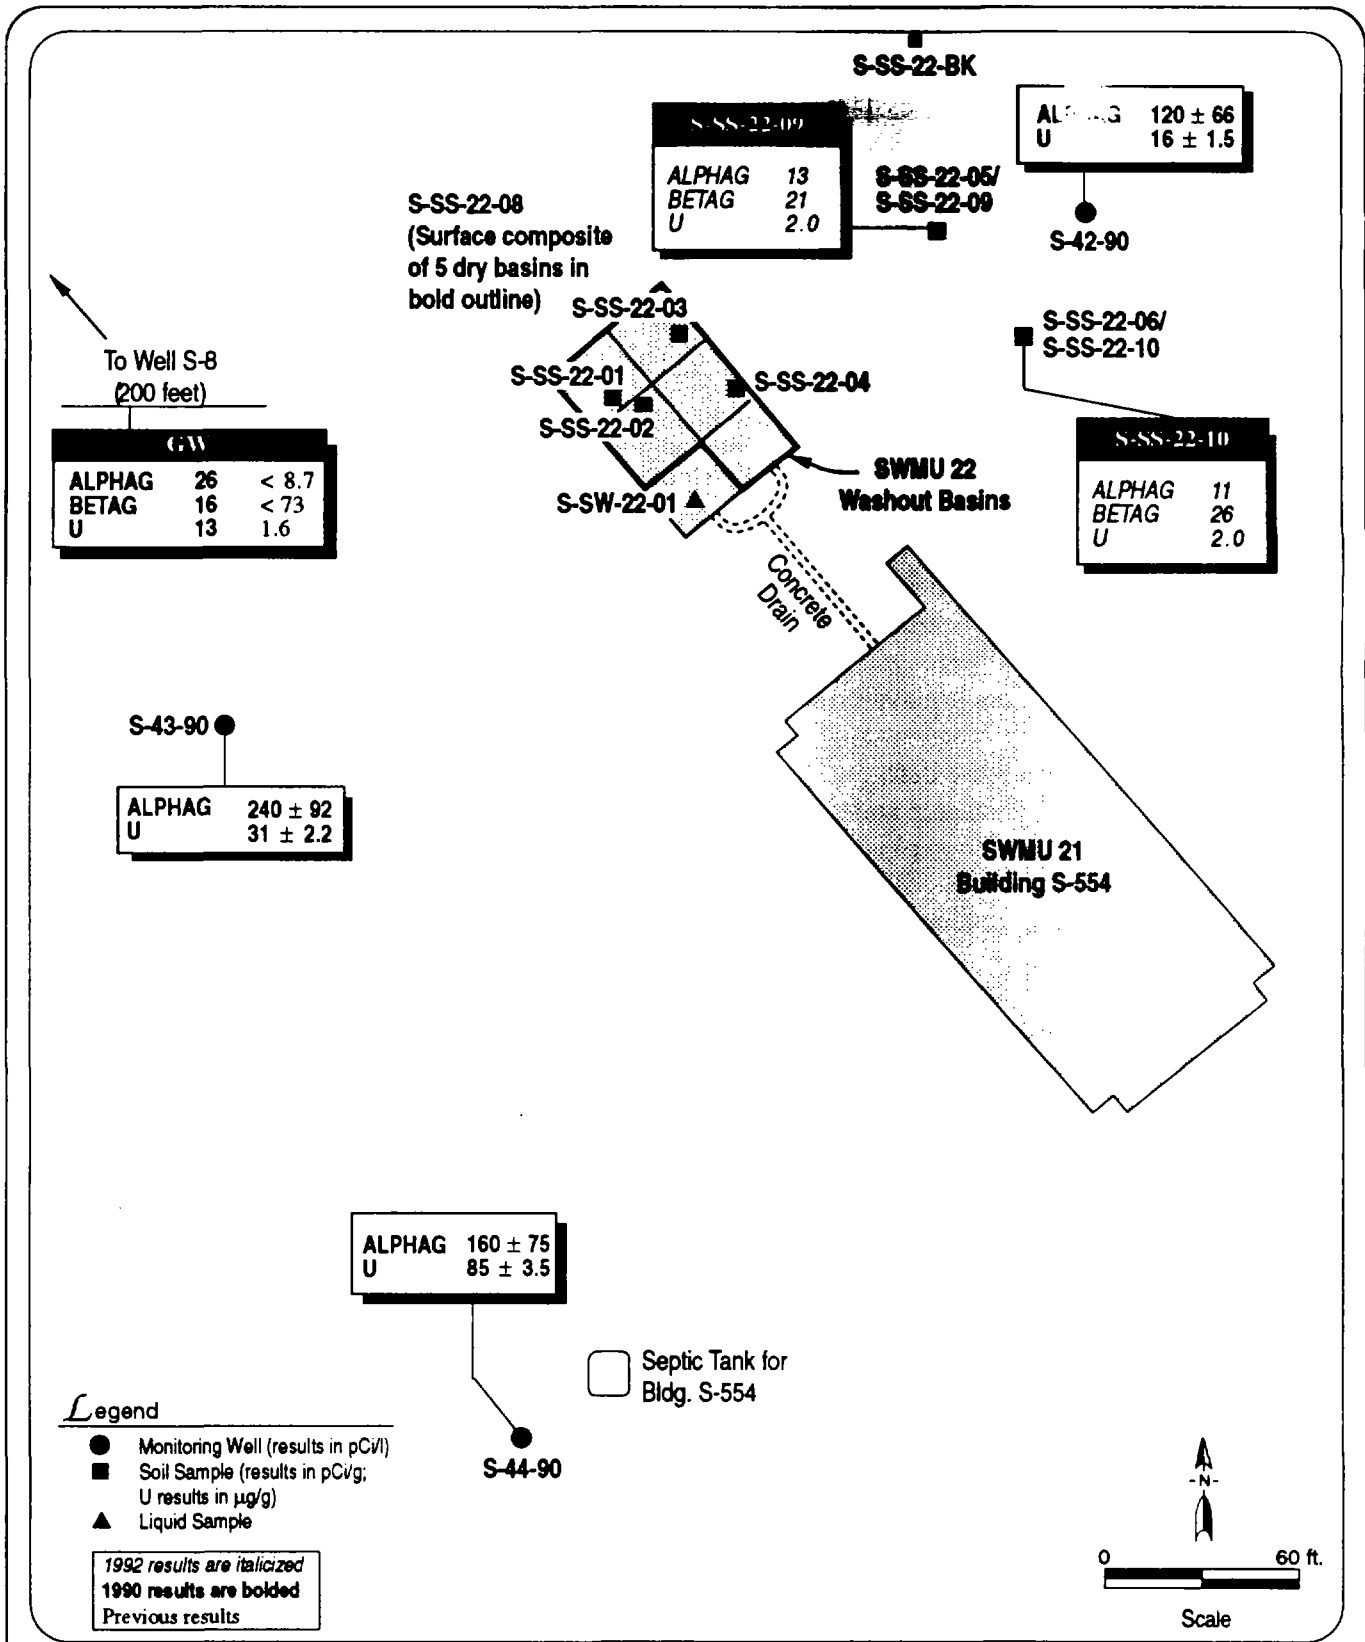 S-SS-22-BK
S-SS-22-09
ALPHAG 13
BETAG 21
U 2.0
120 ± 66
U 16 ± 1.5
S-SS-22-05/
S-SS-22-09
S-42-90
S-SS-22-08
(Surface composite
of 5 dry basins in
bold outline)
S-SS-22-03
S-SS-22-01
S-SS-22-04
S-SS-22-02
S-SW-22-01
S-SS-22-06/
S-SS-22-10
To Well S-8
(200 feet)
GW
ALPHAG 26 < 8.7
BETAG 16 < 73
U 13 1.6
SWMU 22
Washout Basins
S-SS-22-10
ALPHAG 11
BETAG 26
U 2.0
Concrete
Drain
S-43-90
ALPHAG 240 ± 92
U 31 ± 2.2
SWMU 21
Building S-554
ALPHAG 160 ± 75
U 85 ± 3.5
Septic Tank for
Bldg. S-554
S-44-90
Legend
Monitoring Well (results in pCi/l)
Soil Sample (results in pCi/g;
U results in µg/g)
Liquid Sample
1992 results are italicized
1990 results are bolded
Previous results
-N-
0 60 ft.
Scale